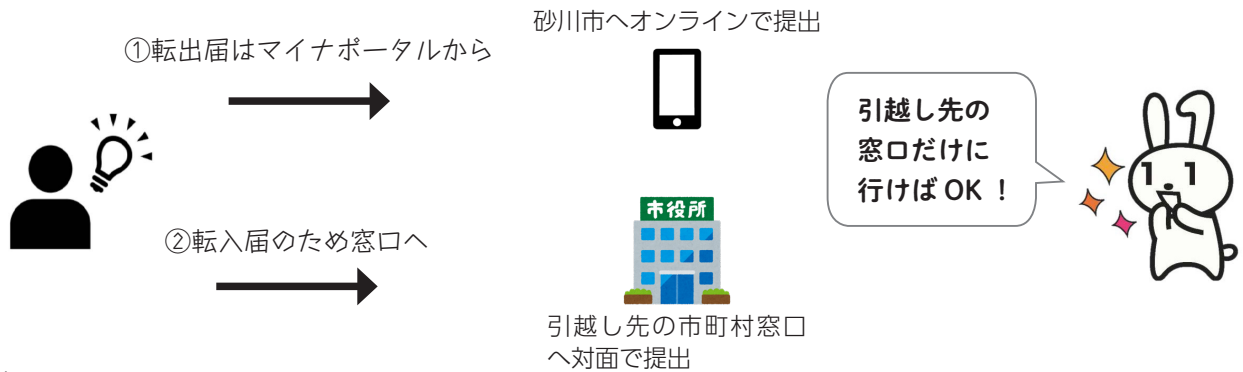 砂川市へオンラインで提出
①転出届はマイナポータルから
引越し先の
窓口だけに
行けば OK ！
市役所
②転入届のため窓口へ
引越し先の市町村窓口
へ対面で提出